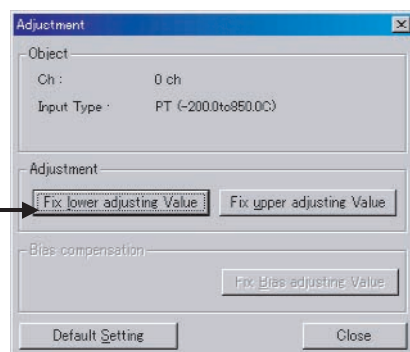 Adjustment
Object
Ch : 0 ch
Input Type : PT (-200.0to850.0C)
Adjustment
Fix lower adjusting Value Fix upper adjusting Value
Bias compensation
Fix Bias adjusting Value
Default Setting Close